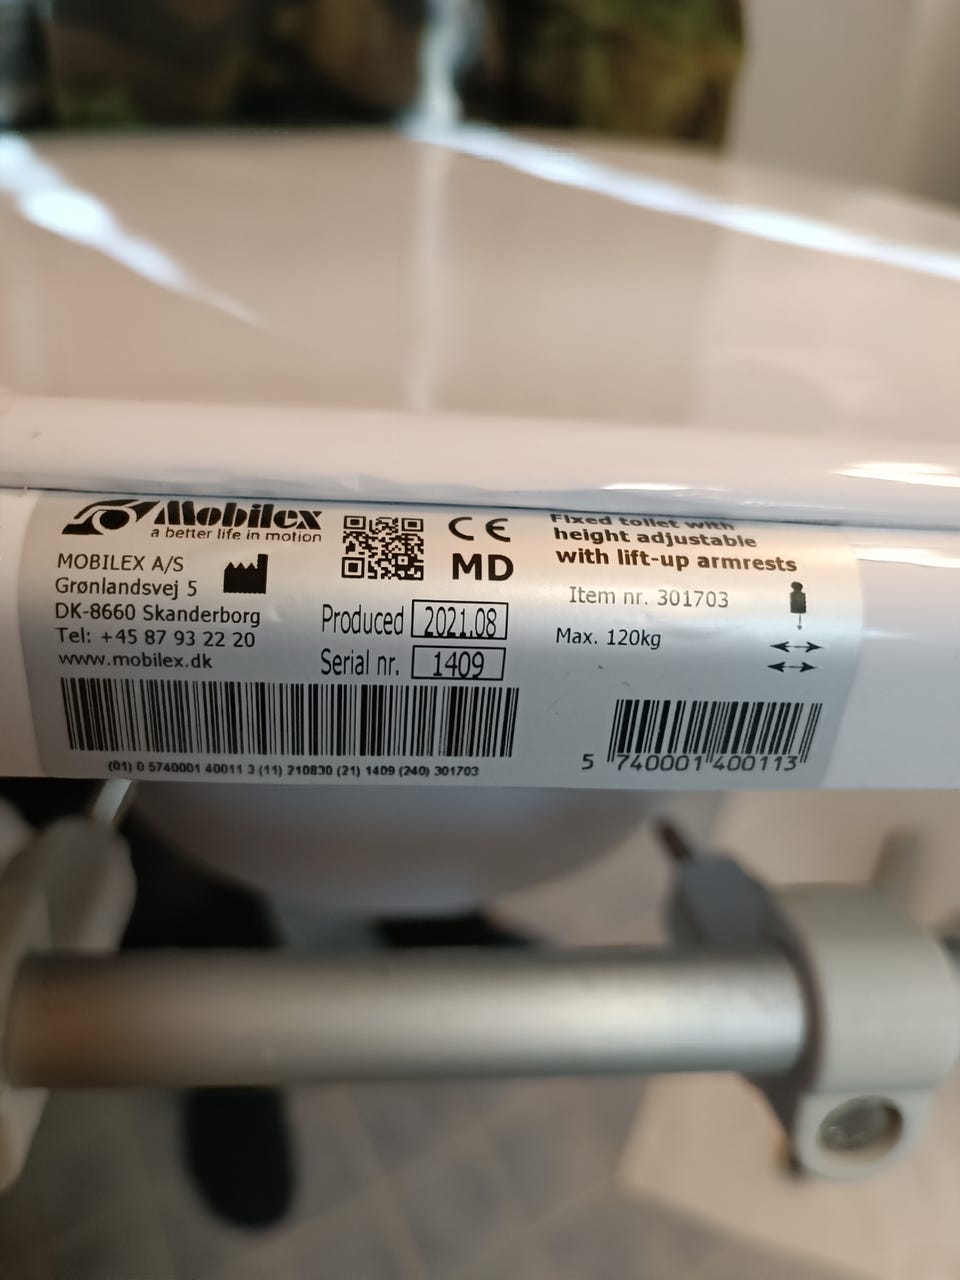 Mobilex
a better life in motion
MOBILEX A/S
Grønlandsvej 5
DK-8660 Skanderborg
Tel: +45 87 93 22 20
www.mobilex.dk
CE
MD
Produced 2021.08
Serial nr. 1409
(01) 0 5740001 40011 3 (11) 210830 (21) 1409 (240) 301703
Fixed toilet with
height adjustable
with lift-up armrests
Item nr. 301703
Max. 120kg
5 740001 400113